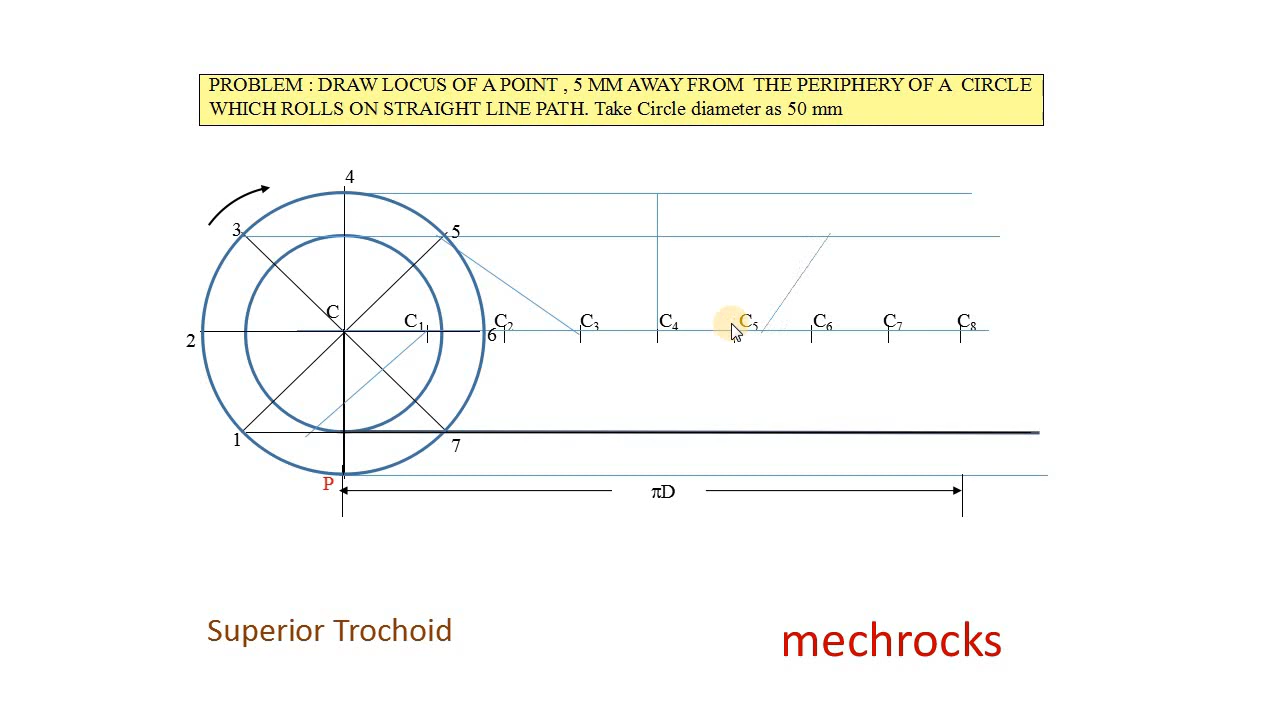 PROBLEM : DRAW LOCUS OF A POINT , 5 MM AWAY FROM THE PERIPHERY OF A CIRCLE
WHICH ROLLS ON STRAIGHT LINE PATH. Take Circle diameter as 50 mm
4
3
5
C
C1
C2
C3
C4
C5
C6
C7
C8
2
6
1
7
P
πD
Superior Trochoid
mechrocks